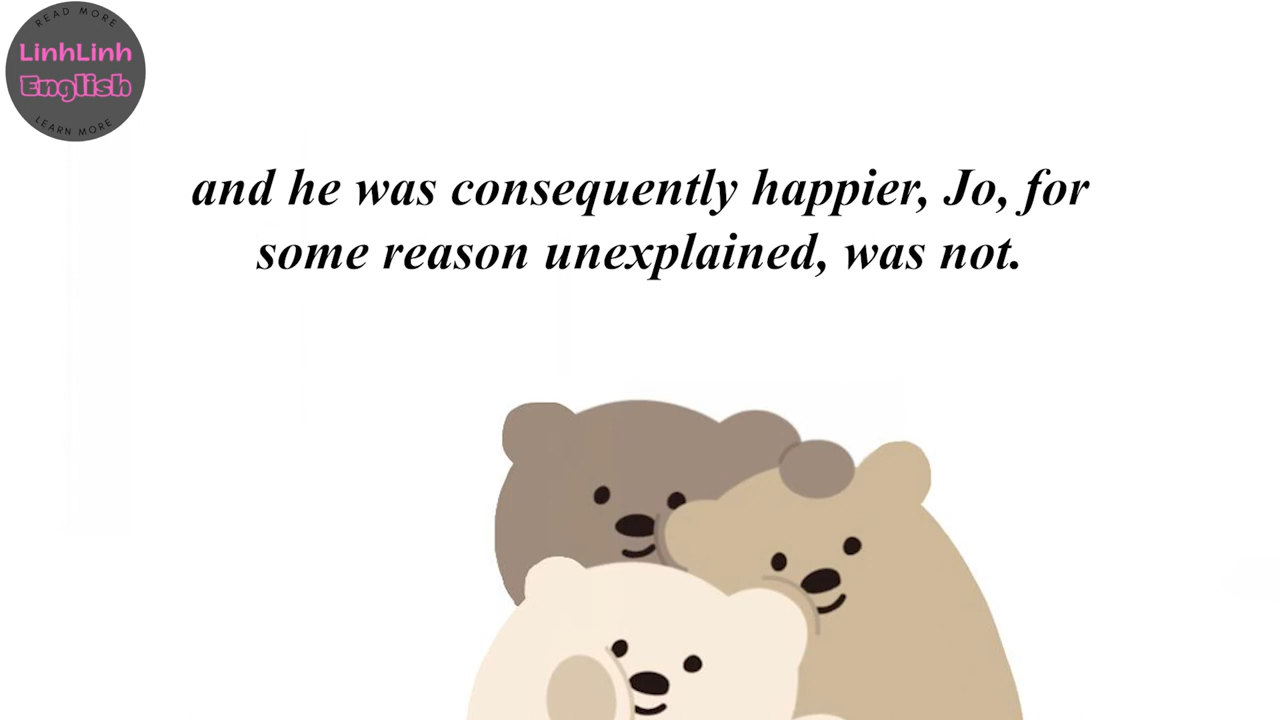 READ MORE
LinhLinh
English
LEARN MORE
and he was consequently happier, Jo, for
some reason unexplained, was not.